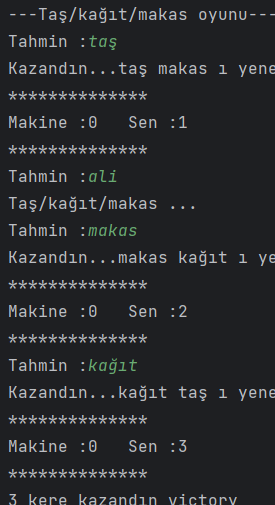 ---Taş/kağıt/makas oyunu---
Tahmin :taş
Kazandın...taş makas ı yene
***************
Makine :0   Sen :1
***************
Tahmin :ali
Taş/kağıt/makas ...
Tahmin :makas
Kazandın...makas kağıt ı ye
***************
Makine :0   Sen :2
***************
Tahmin :kağıt
Kazandın...kağıt taş ı yene
***************
Makine :0   Sen :3
***************
3 kere kazandın victory